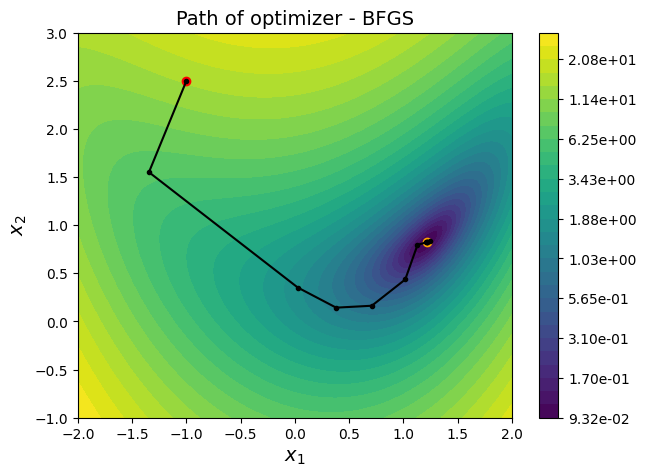 Path of optimizer - BFGS
3.0
2.5
2.0
1.5
1.0
0.5
0.0
−0.5
−1.0
x₂
−2.0 −1.5 −1.0 −0.5 0.0 0.5 1.0 1.5 2.0
x₁
2.08e+01
1.14e+01
6.25e+00
3.43e+00
1.88e+00
1.03e+00
5.65e-01
3.10e-01
1.70e-01
9.32e-02